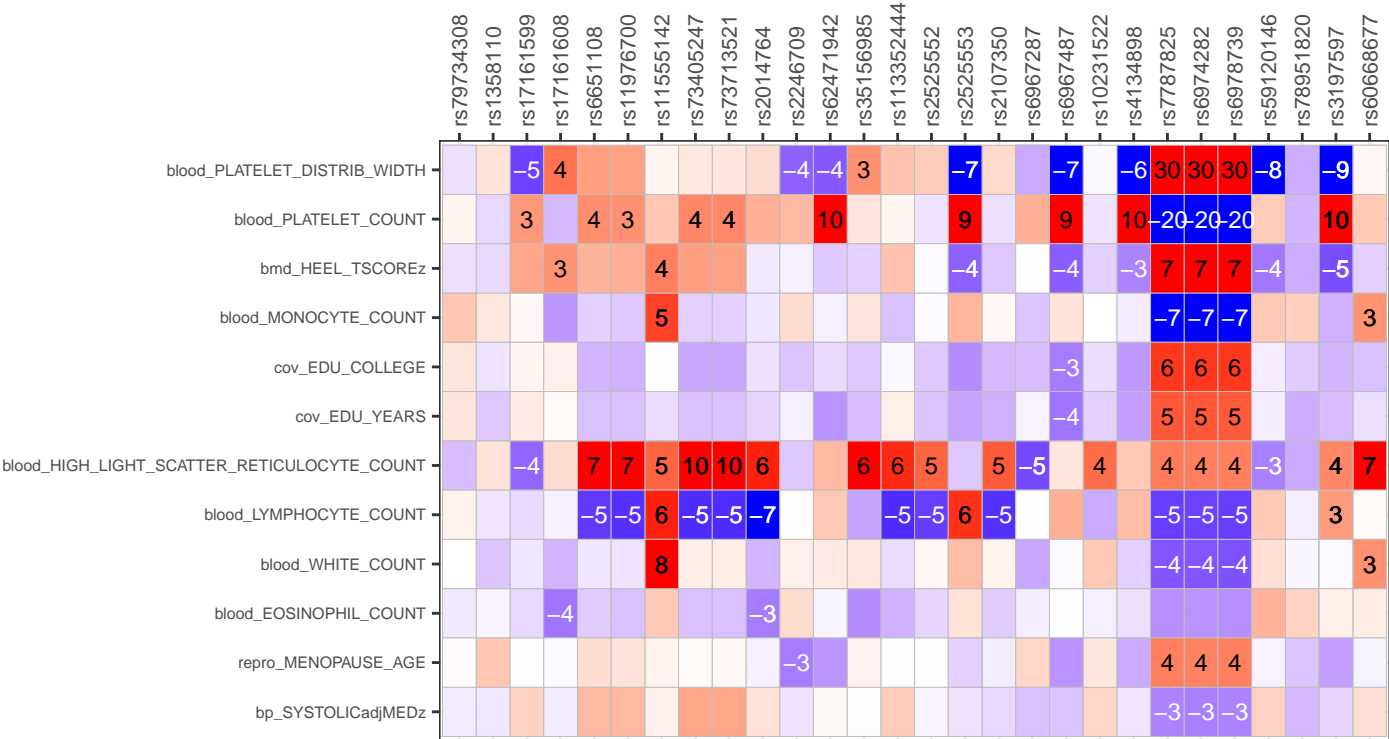 rs79734308
rs13581110
rs17161599
rs17161608
rs6651108
rs11976700
rs11555142
rs73405247
rs73713521
rs2014764
rs2246709
rs62471942
rs35156985
rs113352444
rs2525552
rs2525553
rs2107350
rs6967287
rs6967487
rs10231522
rs4134898
rs7787825
rs6974282
rs6978739
rs59120146
rs78951820
rs3197597
rs60668677
blood_PLATELET_DISTRIB_WIDTH −5 4 −4 −4 3 −7 −7 −6 30 30 30 −8 −9
blood_PLATELET_COUNT 3 4 3 4 4 10 9 9 10 −20 −20 −20 10
bmd_HEEL_TSCOREz 3 4 −4 −4 −3 7 7 7 −4 −5
blood_MONOCYTE_COUNT 5 −7 −7 −7 3
cov_EDU_COLLEGE −3 6 6 6
cov_EDU_YEARS −4 5 5 5
blood_HIGH_LIGHT_SCATTER_RETICULOCYTE_COUNT −4 7 7 5 10 10 6 6 6 5 5 −5 4 4 4 4 −3 4 7
blood_LYMPHOCYTE_COUNT −5 −5 6 −5 −5 −7 −5 −5 6 −5 −5 −5 −5 3
blood_WHITE_COUNT 8 −4 −4 −4 3
blood_EOSINOPHIL_COUNT −4 −3
repro_MENOPAUSE_AGE −3 4 4 4
bp_SYSTOLICadjMEDz −3 −3 −3